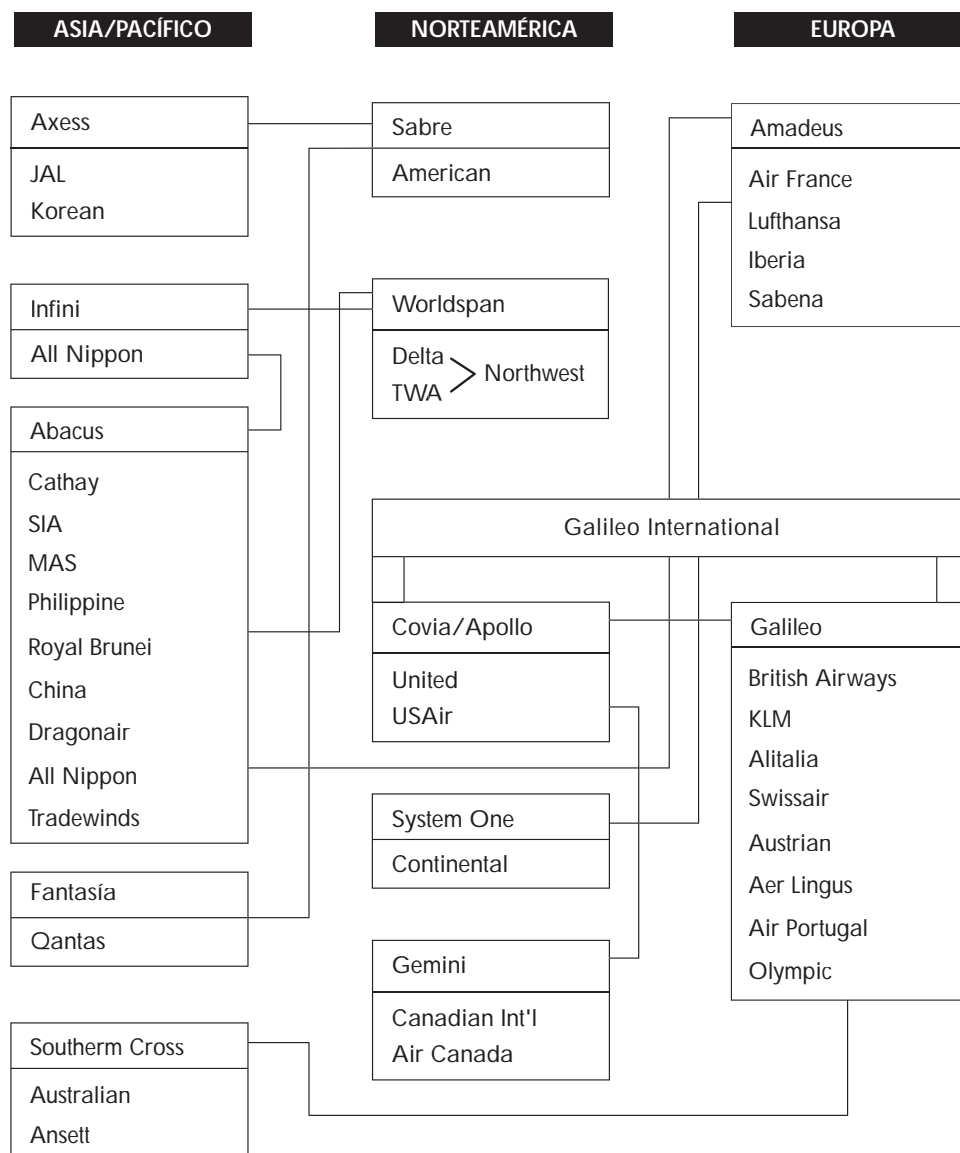 ASIA/PACÍFICO
Axess
JAL
Korean
Infini
All Nippon
Abacus
Cathay
SIA
MAS
Philippine
Royal Brunei
China
Dragonair
All Nippon
Tradewinds
Fantasía
Qantas
Southerm Cross
Australian
Ansett
NORTEAMÉRICA
Sabre
American
Worldspan
Delta
TWA
Northwest
Galileo International
Covia/Apollo
United
USAir
System One
Continental
Gemini
Canadian Int'l
Air Canada
EUROPA
Amadeus
Air France
Lufthansa
Iberia
Sabena
Galileo
British Airways
KLM
Alitalia
Swissair
Austrian
Aer Lingus
Air Portugal
Olympic